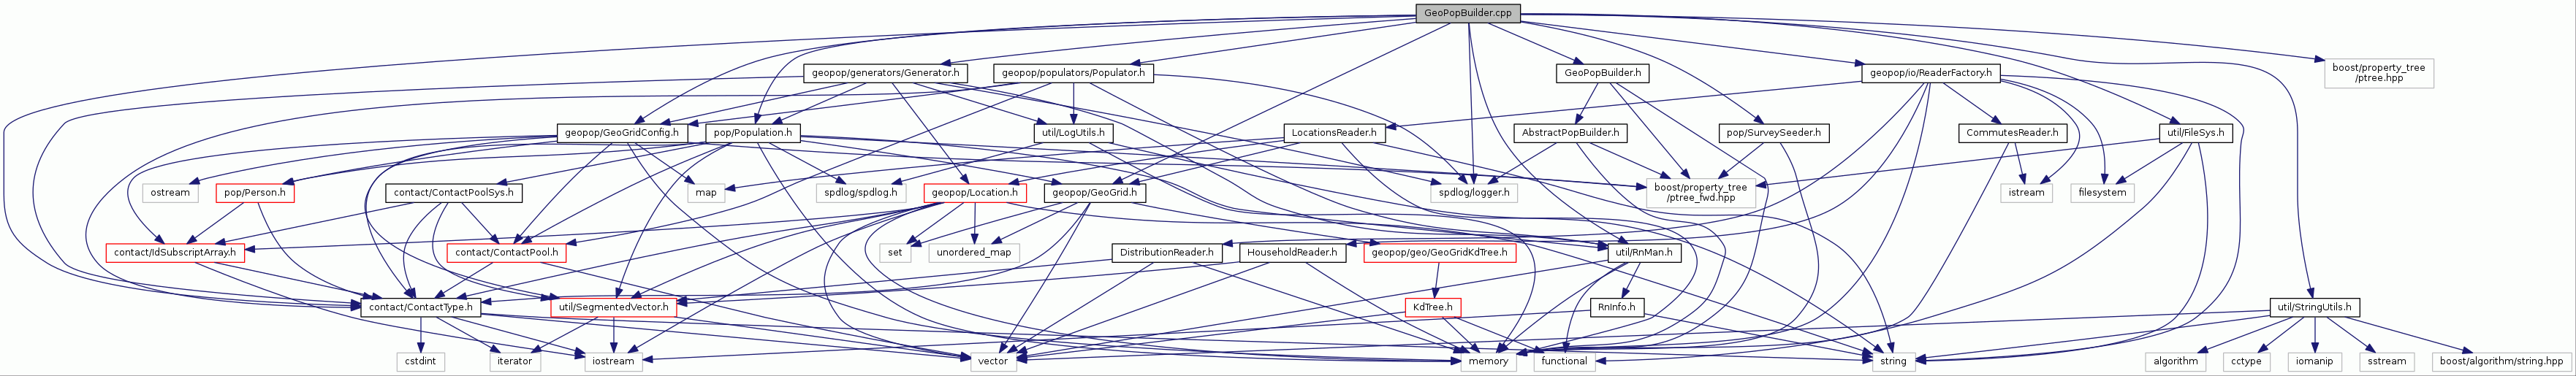 GeoPopBuilder.cpp
geopop/generators/Generator.h
geopop/populators/Populator.h
GeoPopBuilder.h
geopop/io/ReaderFactory.h
boost/property_tree
/ptree.hpp
geopop/GeoGridConfig.h
pop/Population.h
util/LogUtils.h
LocationsReader.h
AbstractPopBuilder.h
pop/SurveySeeder.h
CommutesReader.h
util/FileSys.h
ostream
pop/Person.h
contact/ContactPoolSys.h
map
spdlog/spdlog.h
geopop/Location.h
geopop/GeoGrid.h
spdlog/logger.h
boost/property_tree
/ptree_fwd.hpp
istream
filesystem
contact/IdSubscriptArray.h
contact/ContactPool.h
set
unordered_map
DistributionReader.h
HouseholdReader.h
geopop/geo/GeoGridKdTree.h
util/RnMan.h
contact/ContactType.h
util/SegmentedVector.h
KdTree.h
RnInfo.h
util/StringUtils.h
cstdint
iterator
iostream
vector
memory
functional
string
algorithm
cctype
iomanip
sstream
boost/algorithm/string.hpp